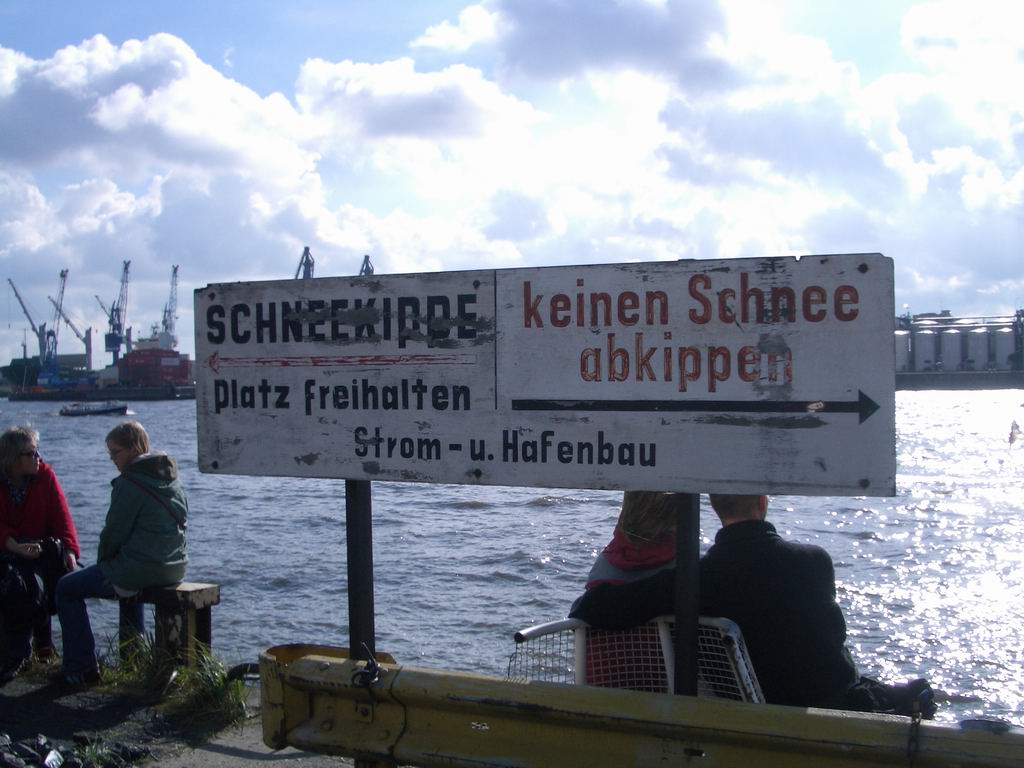 SCHNEEKIPPE
Platz freihalten
keinen Schnee
abkippen
Strom-u. Hafenbau